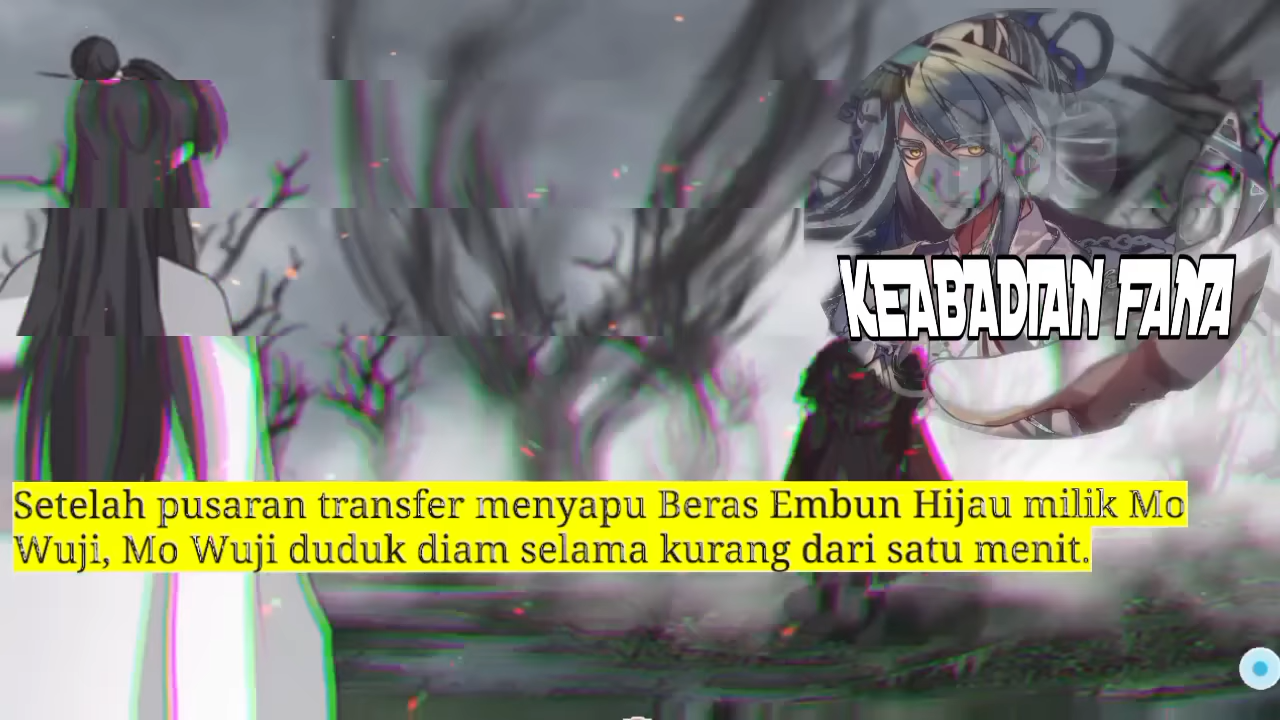 KEABADIAN FANA
Setelah pusaran transfer menyapu Beras Embun Hijau milik Mo
Wuji, Mo Wuji duduk diam selama kurang dari satu menit.